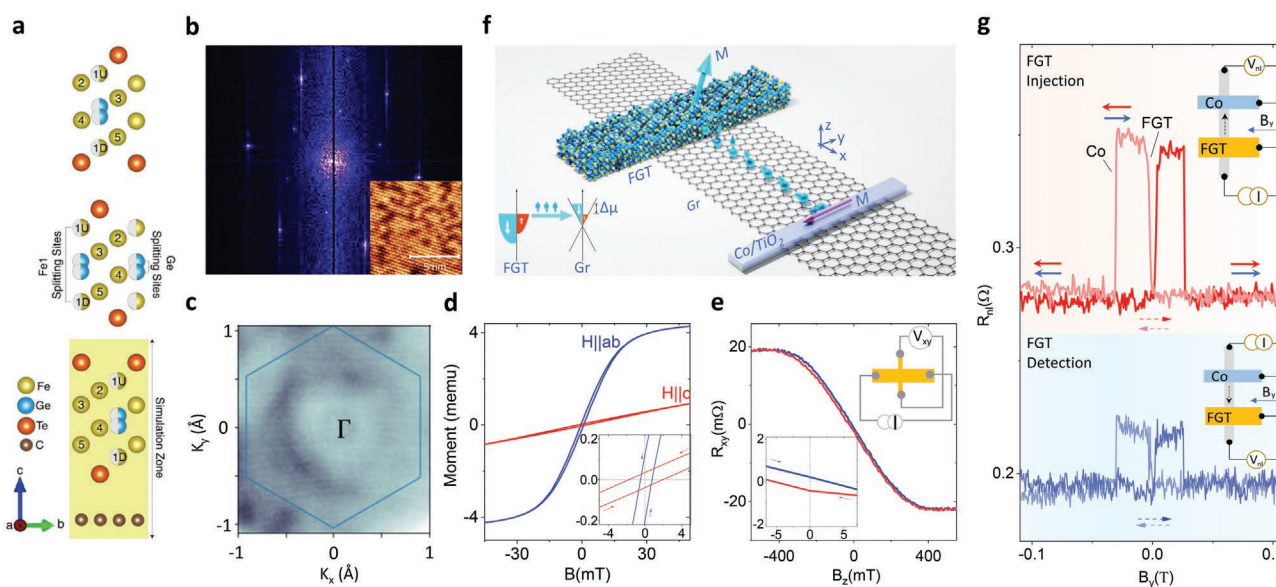 a
1U
2
3
4
5
1D
1U
2
3
4
5
1D
Fe1
Splitting Sites
Ge
Splitting Sites
1U
2
3
4
5
1D
Simulation Zone
Fe
Ge
Te
C
c
a
b
b
5 nm
c
1
0
-1
-1
0
1
Γ
Ky (Å)
Kx (Å)
f
M
FGT
z
y
x
Δμ
FGT
Gr
Gr
M
Co/TiO2
d
4
0
-4
-40
0
40
H||ab
H||c
Moment (memu)
B(mT)
0.2
0.0
-0.2
-4
0
4
e
20
0
-20
-400
0
400
Rxy(mΩ)
Bz(mT)
Vxy
I
2
0
2
-5
0
5
g
FGT
Injection
Co
FGT
Vnl
Co
By
FGT
I
0.3
0.2
Rnl(Ω)
FGT
Detection
I
Co
By
FGT
Vnl
-0.1
0.0
By(T)